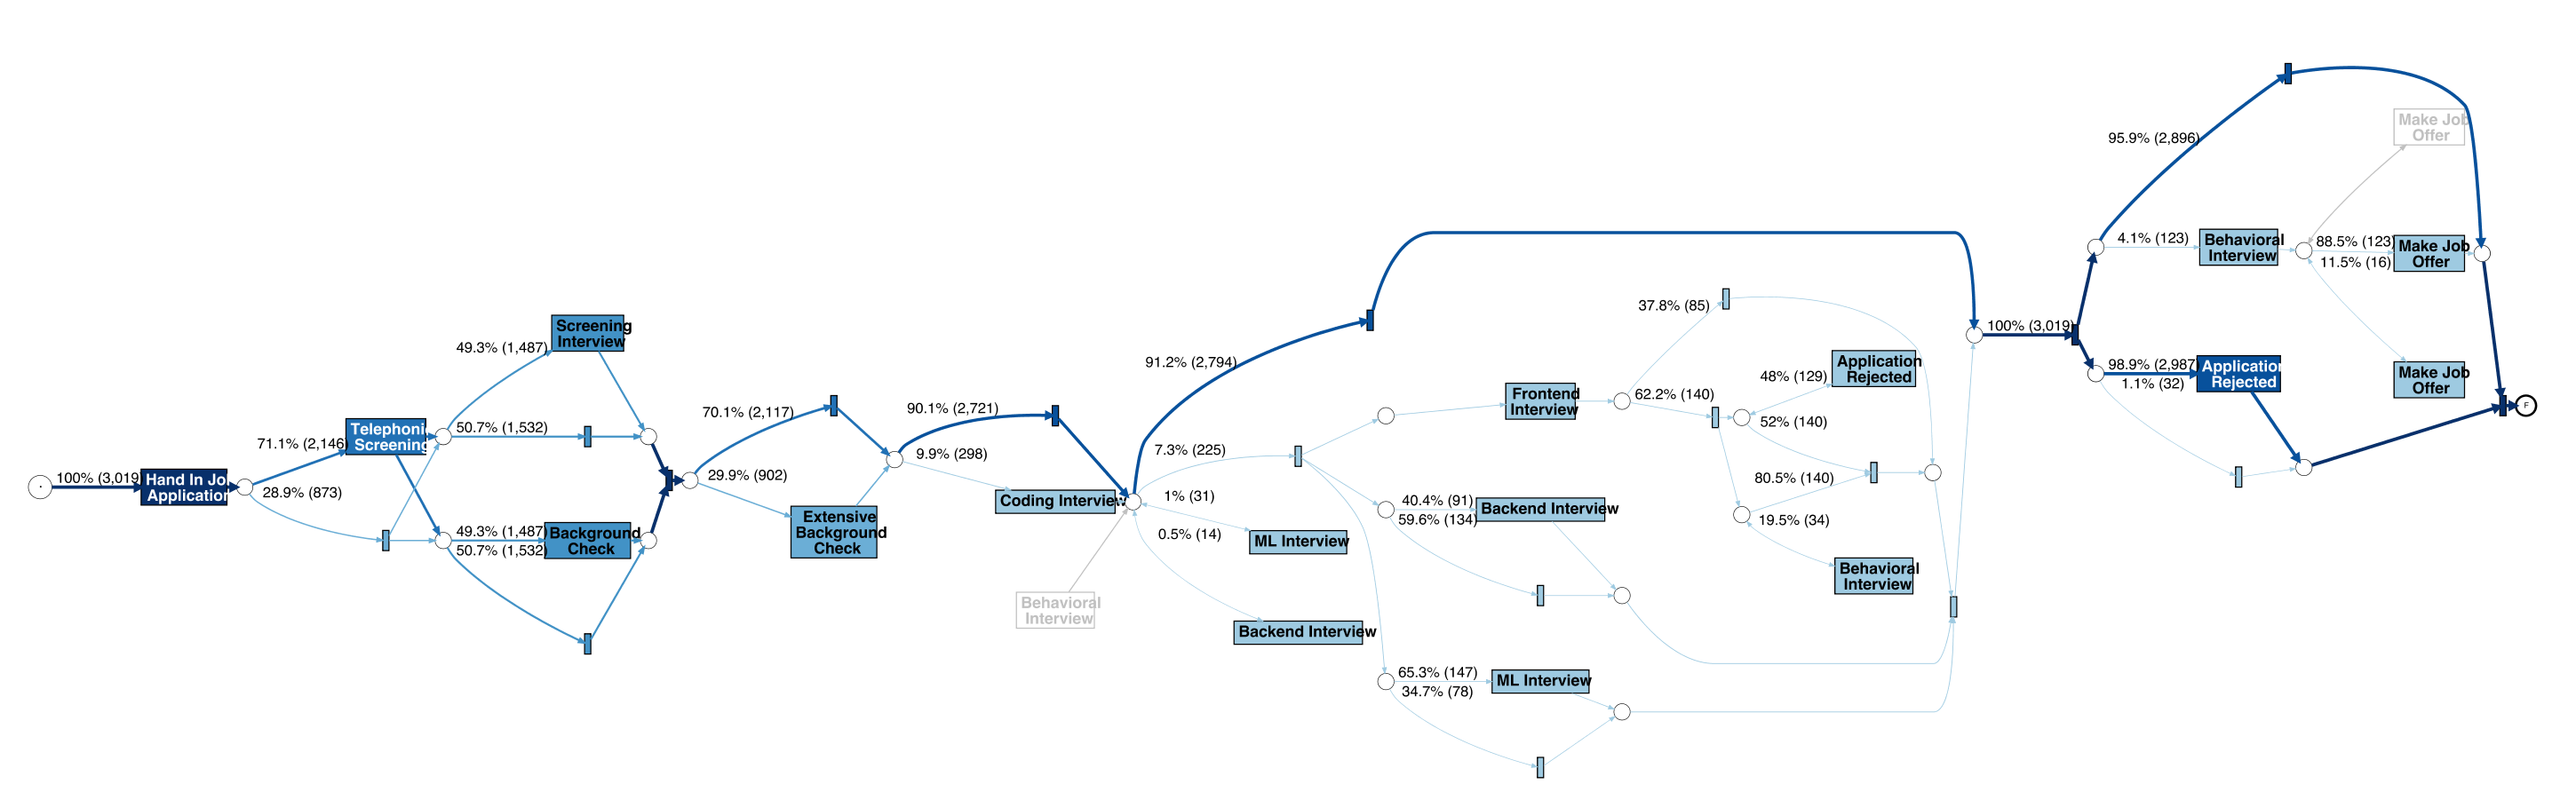 100% (3,019)
Hand In Jo
Application
71.1% (2,146)
28.9% (873)
Telephoni
Screening
49.3% (1,487)
50.7% (1,532)
Screening
Interview
49.3% (1,487)
50.7% (1,532)
Background
Check
70.1% (2,117)
29.9% (902)
Extensive
Background
Check
90.1% (2,721)
9.9% (298)
Coding Interview
Behavioral
Interview
91.2% (2,794)
7.3% (225)
1% (31)
0.5% (14)
ML Interview
Backend Interview
Frontend
Interview
40.4% (91)
59.6% (134)
Backend Interview
65.3% (147)
34.7% (78)
ML Interview
37.8% (85)
62.2% (140)
48% (129)
52% (140)
Application
Rejected
80.5% (140)
19.5% (34)
Behavioral
Interview
100% (3,019)
95.9% (2,896)
4.1% (123)
Behavioral
Interview
88.5% (123)
11.5% (16)
Make Job
Offer
Make Job
Offer
Make Job
Offer
98.9% (2,987)
1.1% (32)
Application
Rejected
F